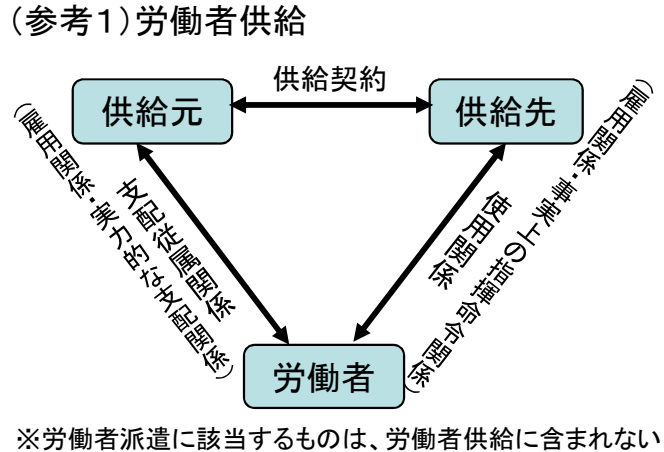 （参考１）労働者供給
供給契約
供給元
供給先
（雇用関係・実力的な支配関係）
支配従属関係
使用関係
（雇用関係・事実上の指揮命令関係）
労働者
※労働者派遣に該当するものは、労働者供給に含まれない